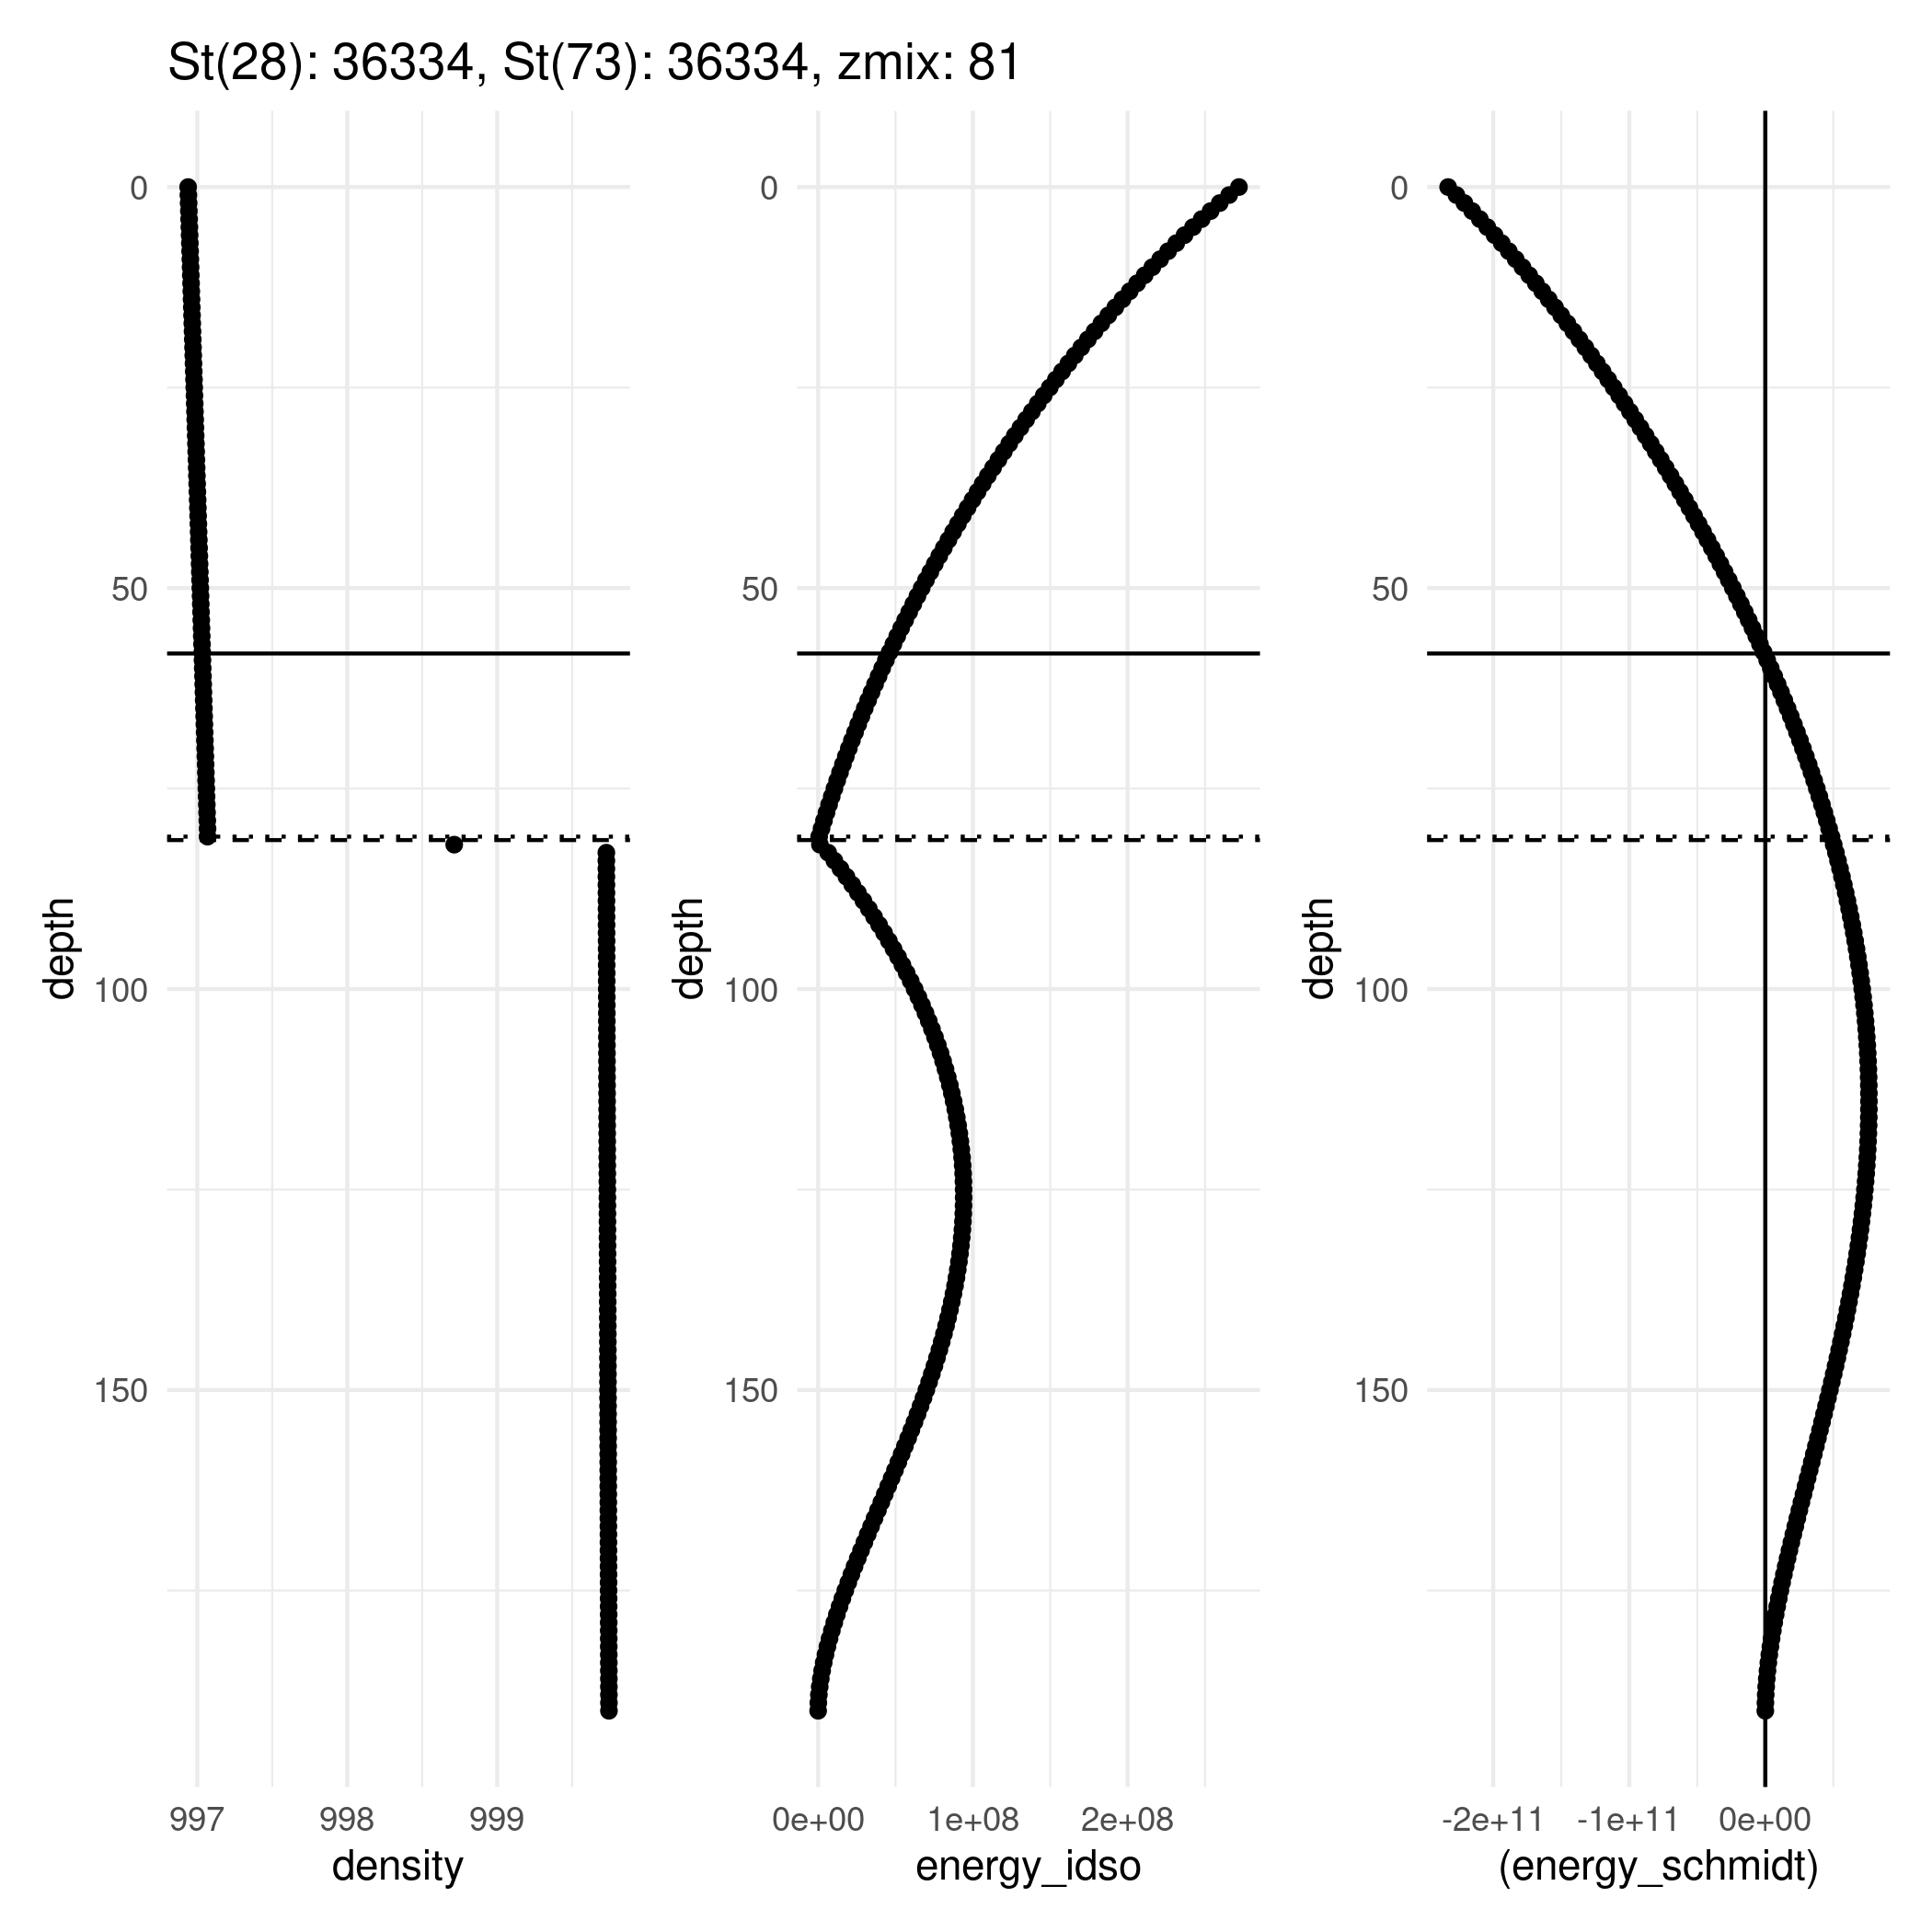 St(28): 36334, St(73): 36334, zmix: 81
0
50
100
150
depth
997 998 999
density
0
50
100
150
depth
0e+00 1e+08 2e+08
energy_idso
0
50
100
150
depth
-2e+11 -1e+11 0e+00
(energy_schmidt)